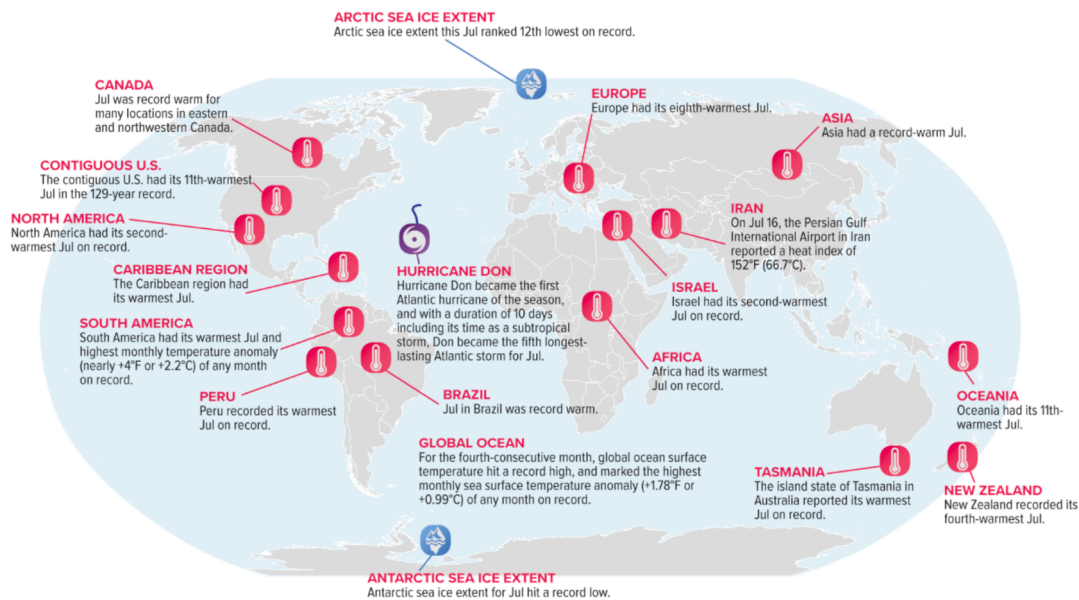 ARCTIC SEA ICE EXTENT
Arctic sea ice extent this Jul ranked 12th lowest on record.
CANADA
Jul was record warm for
many locations in eastern
and northwestern Canada.
EUROPE
Europe had its eighth-warmest Jul.
ASIA
Asia had a record-warm Jul.
CONTIGUOUS U.S.
The contiguous U.S. had its 11th-warmest
Jul in the 129-year record.
NORTH AMERICA
North America had its second-
warmest Jul on record.
IRAN
On Jul 16, the Persian Gulf
International Airport in Iran
reported a heat index of
152°F (66.7°C).
CARIBBEAN REGION
The Caribbean region had
its warmest Jul.
HURRICANE DON
Hurricane Don became the first
Atlantic hurricane of the season,
and with a duration of 10 days
including its time as a subtropical
storm, Don became the fifth longest-
lasting Atlantic storm for Jul.
ISRAEL
Israel had its second-warmest
Jul on record.
SOUTH AMERICA
South America had its warmest Jul and
highest monthly temperature anomaly
(nearly +4°F or +2.2°C) of any month
on record.
AFRICA
Africa had its warmest
Jul on record.
PERU
Peru recorded its warmest
Jul on record.
BRAZIL
Jul in Brazil was record warm.
OCEANIA
Oceania had its 11th-
warmest Jul.
GLOBAL OCEAN
For the fourth-consecutive month, global ocean surface
temperature hit a record high, and marked the highest
monthly sea surface temperature anomaly (+1.78°F or
+0.99°C) of any month on record.
TASMANIA
The island state of Tasmania in
Australia reported its warmest
Jul on record.
NEW ZEALAND
New Zealand recorded its
fourth-warmest Jul.
ANTARCTIC SEA ICE EXTENT
Antarctic sea ice extent for Jul hit a record low.